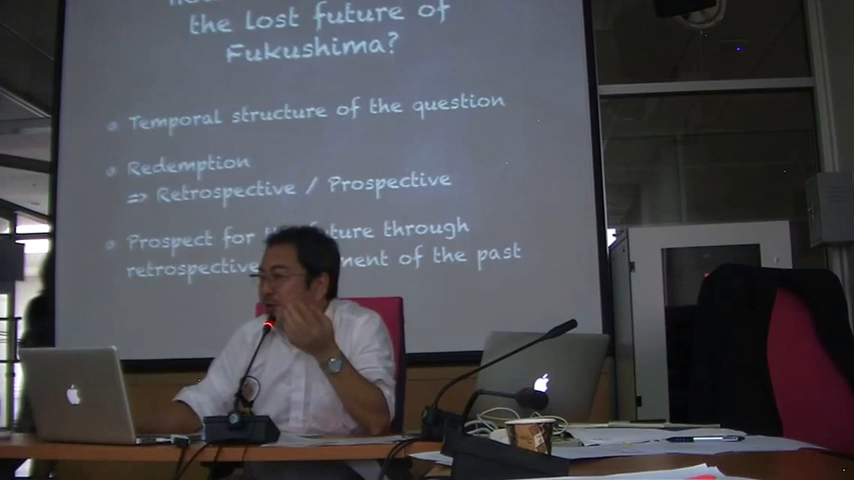 the lost future of
Fukushima?
Temporal structure of the question
Redemption
=> Retrospective / Prospective
Prospect for future through
retrospective of the past